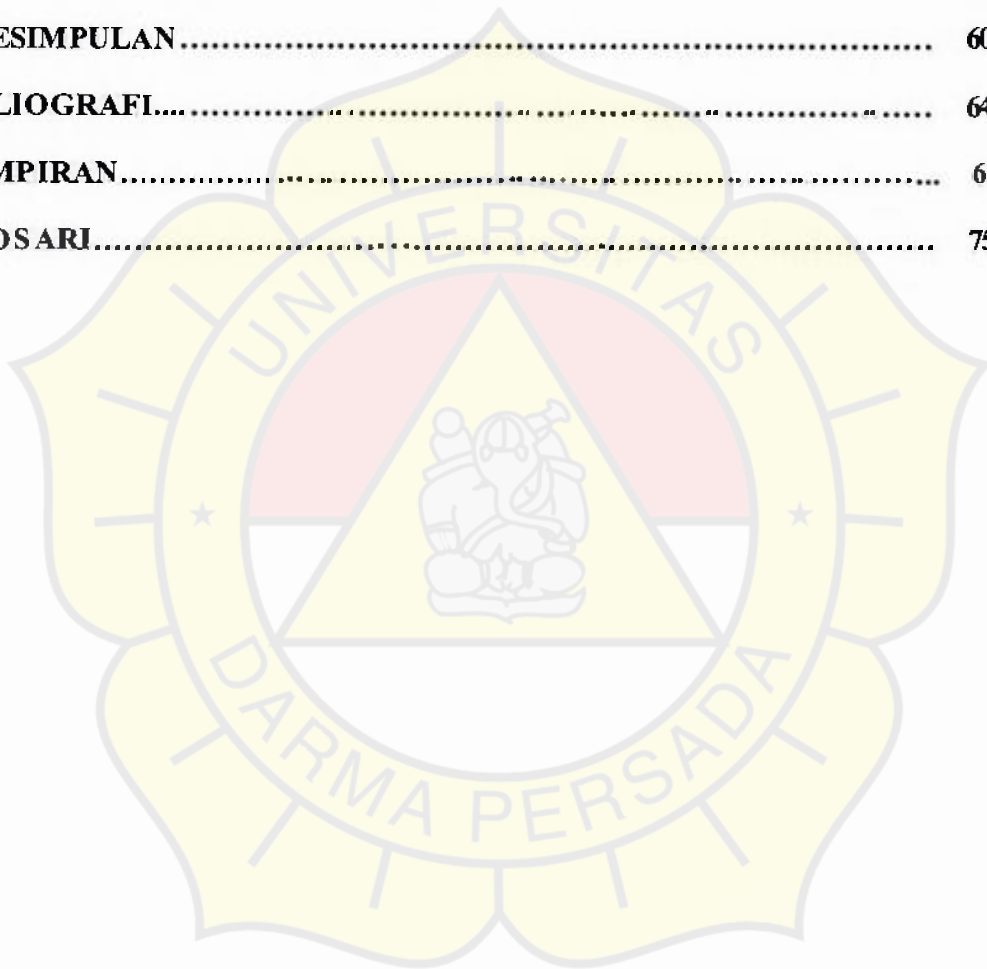 ESIMPULAN.................... 60
LIOGRAFI.................... 64
MPIRAN.................... 6
OSARI.................... 75
UNIVERSITAS
DARMA PERSADA